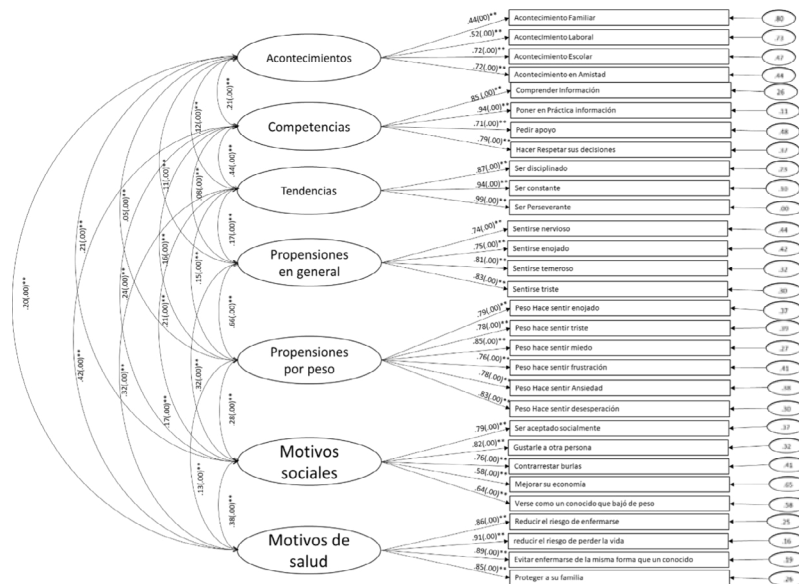 .44(.00)** Acontecimiento Familiar .80
.52(.00)** Acontecimiento Laboral .73
.72(.00)** Acontecimiento Escolar .47
.72(.00)** Acontecimiento en Amistad .44
Acontecimientos
.85(.00)** Comprender Información 26
.94(.00)** Poner en Práctica información .11
.71(.00)** Pedir apoyo .48
.79(.00)** Hacer Respetar sus decisiones .37
Competencias
.87(.00)** Ser disciplinado .23
.94(.00)** Ser constante .10
.99(.00)** Ser Perseverante .00
Tendencias
.74(.00)** Sentirse nervioso .44
.75(.00)** Sentirse enojado .42
.81(.00)** Sentirse temeroso .32
.83(.00)** Sentirse triste .30
Propensiones
en general
.79(.00)** Peso Hace sentir enojado .37
.78(.00)** Peso hace sentir triste .39
.85(.00)** Peso hace sentir miedo .27
.76(.00)** Peso hace sentir frustración .41
.78(.00)** Peso Hace sentir Ansiedad .38
.83(.00)** Peso Hace sentir desesperación .30
Propensiones
por peso
.79(.00)** Ser aceptado socialmente .37
.82(.00)** Gustarle a otra persona .32
.76(.00)** Contrarrestar burlas .41
.58(.00)** Mejorar su economía .65
.64(.00)** Verse como un conocido que bajó de peso .58
Motivos
sociales
.86(.00)** Reducir el riesgo de enfermarse .25
.91(.00)** reducir el riesgo de perder la vida .16
.89(.00)** Evitar enfermarse de la misma forma que un conocido .19
.85(.00)** Proteger a su familia
Motivos de
salud
.21(.00)**
.12(.00)**
.44(.00)**
.11(.00)**
.08(.00)**
.05(.00)**
.17(.00)**
.21(.00)**
.16(.00)**
.15(.00)**
.20(.00)**
.24(.00)**
.21(.00)**
.66(.00)**
.42(.00)**
.32(.00)**
.32(.00)**
.17(.00)**
.28(.00)**
.13(.00)**
.38(.00)**